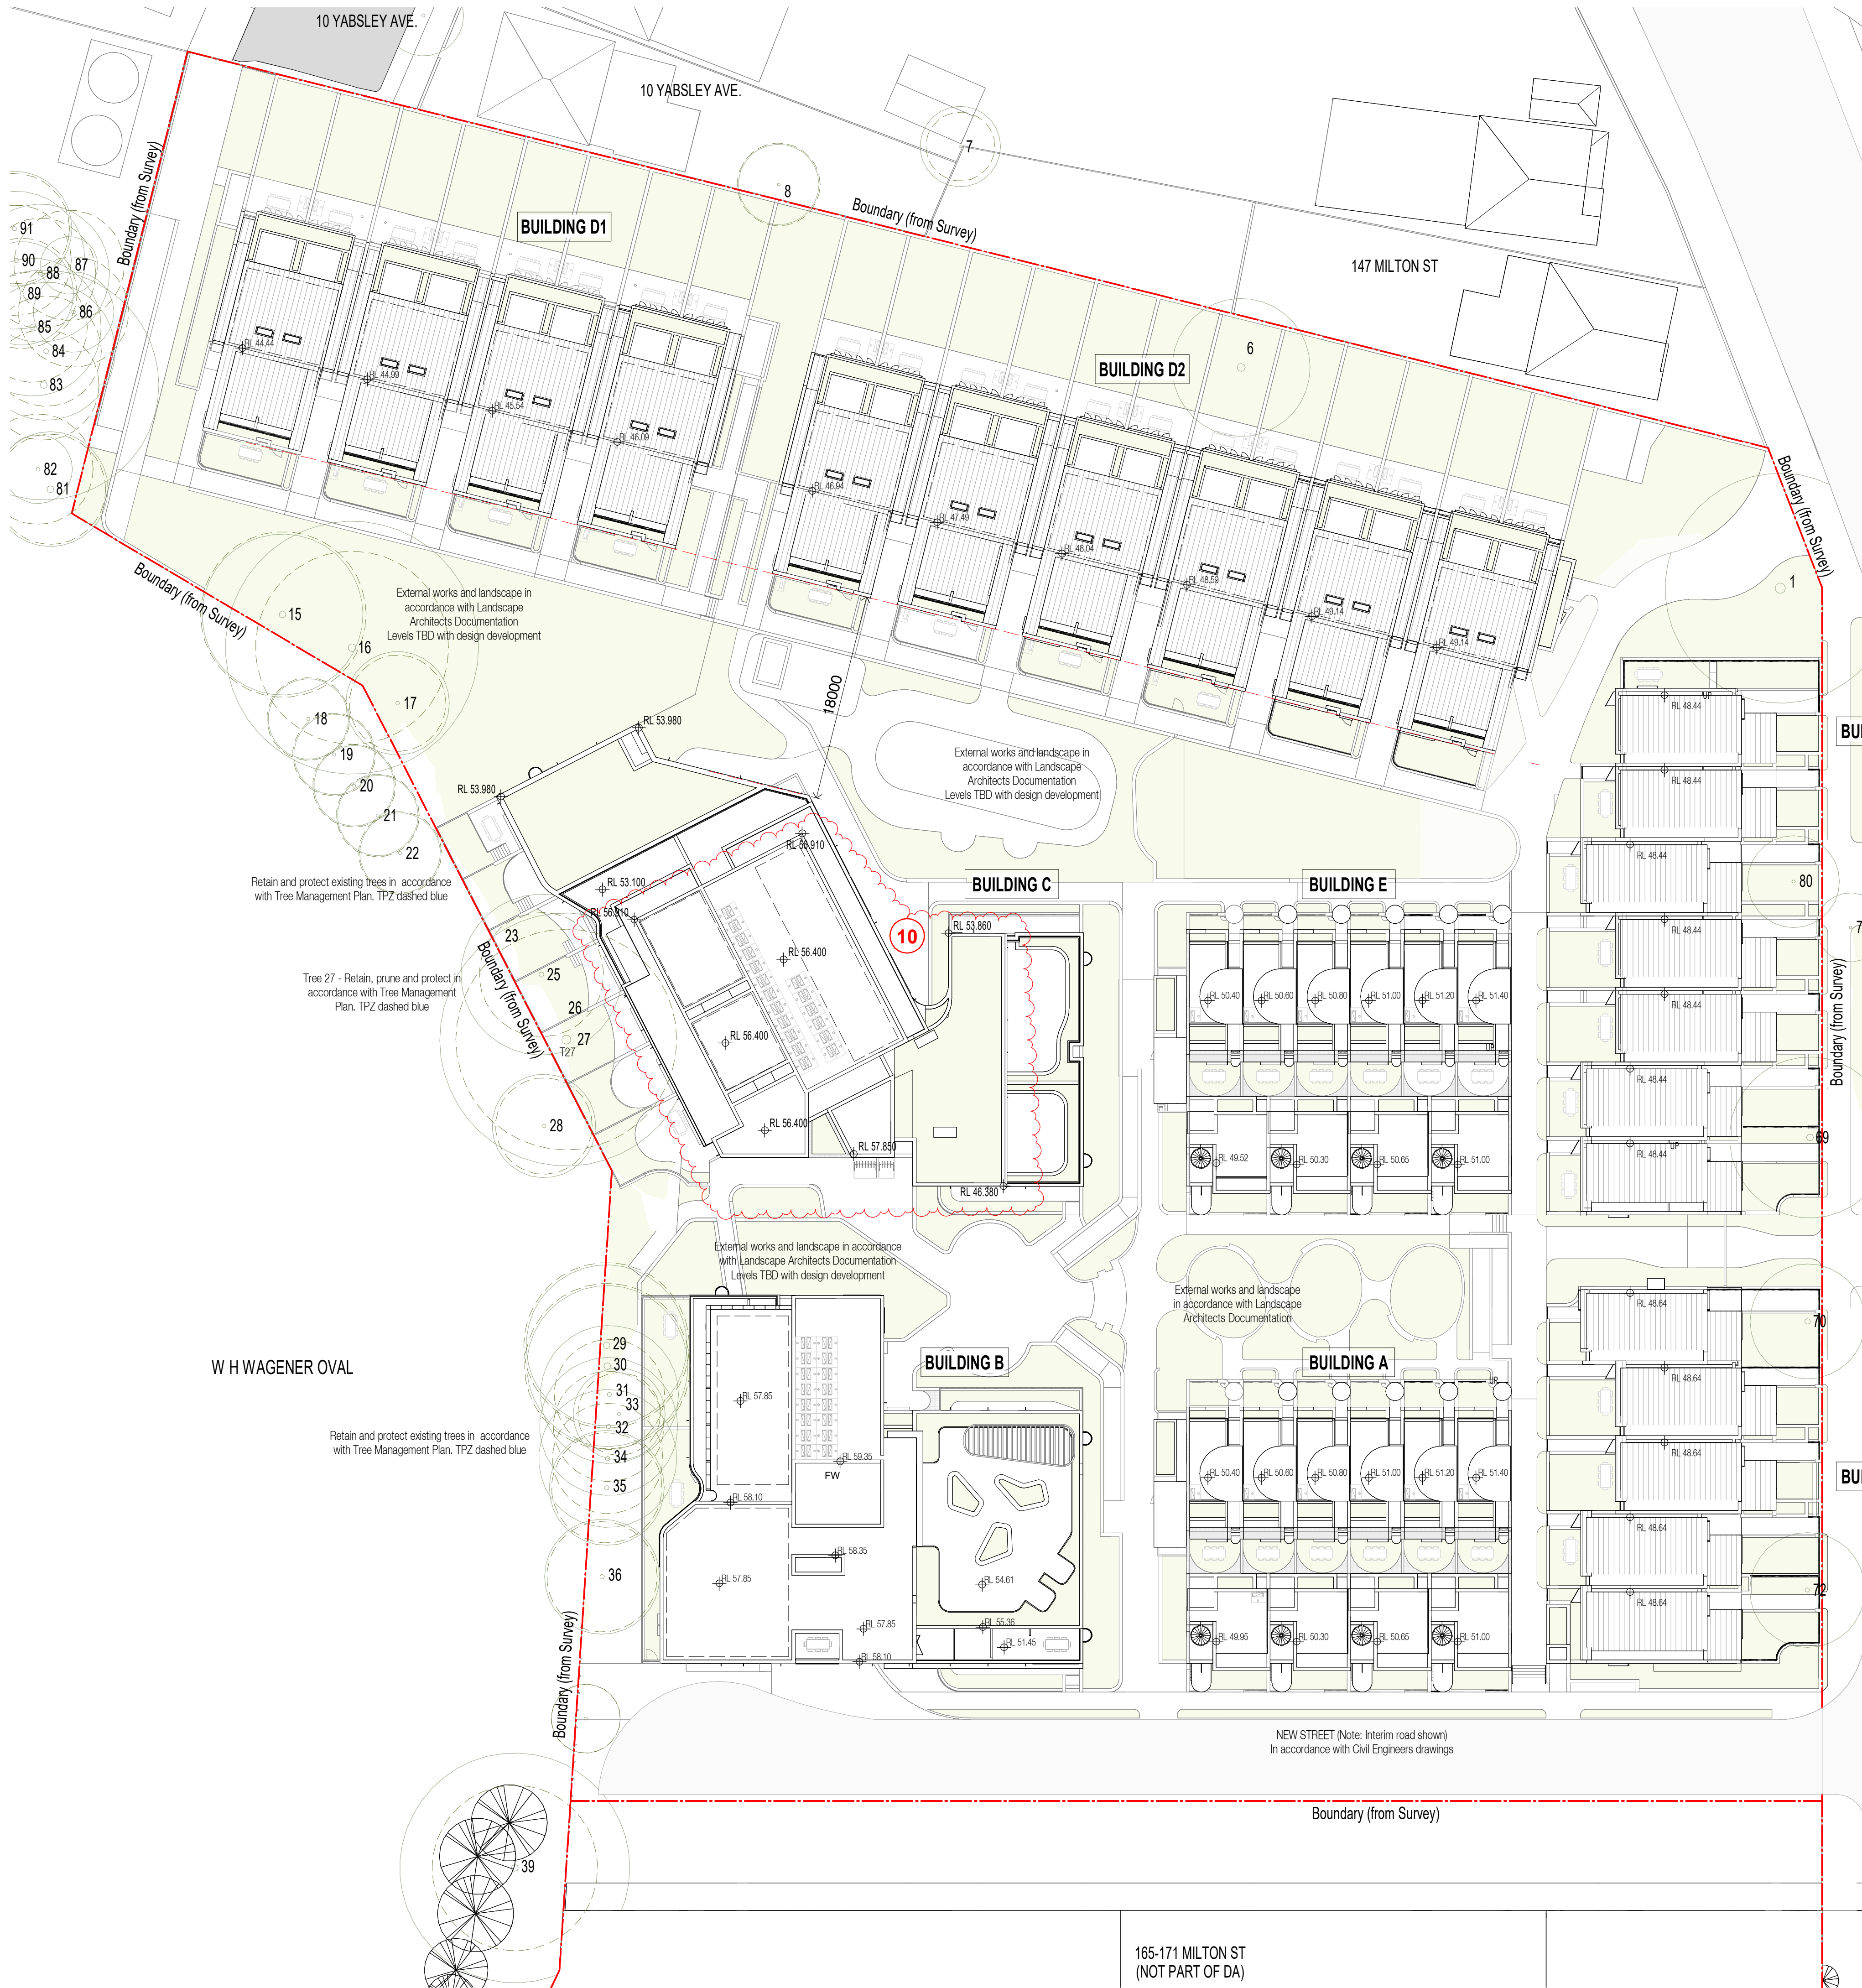 10 YABSLEY AVE.
10 YABSLEY AVE.
7
8
Boundary (from Survey)
Boundary (from Survey)
BUILDING D1
147 MILTON ST
91
90
88
87
89
86
85
84
83
82
81
6
BUILDING D2
RL 44.44
RL 44.99
RL 45.54
RL 46.09
RL 46.94
RL 47.49
RL 48.04
RL 48.59
RL 49.14
RL 49.14
Boundary (from Survey)
1
Boundary (from Survey)
15
16
17
18
19
20
21
22
External works and landscape in
accordance with Landscape
Architects Documentation
Levels TBD with design development
18000
RL 53.980
RL 53.980
External works and landscape in
accordance with Landscape
Architects Documentation
Levels TBD with design development
UP
RL 48.44
BUI
RL 48.44
RL 48.44
RL 48.44
RL 48.44
RL 48.44
UP
RL 48.44
80
7
69
Boundary (from Survey)
Retain and protect existing trees in accordance
with Tree Management Plan. TPZ dashed blue
RL 56.910
RL 53.100
RL 56.910
10
BUILDING C
RL 53.860
BUILDING E
23
25
26
27
T27
28
Boundary (from Survey)
Tree 27 - Retain, prune and protect in
accordance with Tree Management
Plan. TPZ dashed blue
RL 56.400
RL 56.400
RL 56.400
RL 57.850
RL 46.380
RL 50.40
RL 50.60
RL 50.80
RL 51.00
RL 51.20
RL 51.40
UP
RL 49.52
RL 50.30
RL 50.65
RL 51.00
External works and landscape in accordance
with Landscape Architects Documentation
Levels TBD with design development
External works and landscape
in accordance with Landscape
Architects Documentation
RL 48.64
70
RL 48.64
RL 48.64
RL 48.64
RL 48.64
BUI
72
W H WAGENER OVAL
29
30
31
33
32
34
35
36
Retain and protect existing trees in accordance
with Tree Management Plan. TPZ dashed blue
BUILDING B
BUILDING A
UP
RL 57.85
RL 59.35
FW
RL 58.10
RL 58.35
RL 57.85
RL 54.61
RL 57.85
RL 55.36
RL 51.45
RL 58.10
RL 50.40
RL 50.60
RL 50.80
RL 51.00
RL 51.20
RL 51.40
RL 49.95
RL 50.30
RL 50.65
RL 51.00
Boundary (from Survey)
NEW STREET (Note: Interim road shown)
In accordance with Civil Engineers drawings
Boundary (from Survey)
39
165-171 MILTON ST
(NOT PART OF DA)